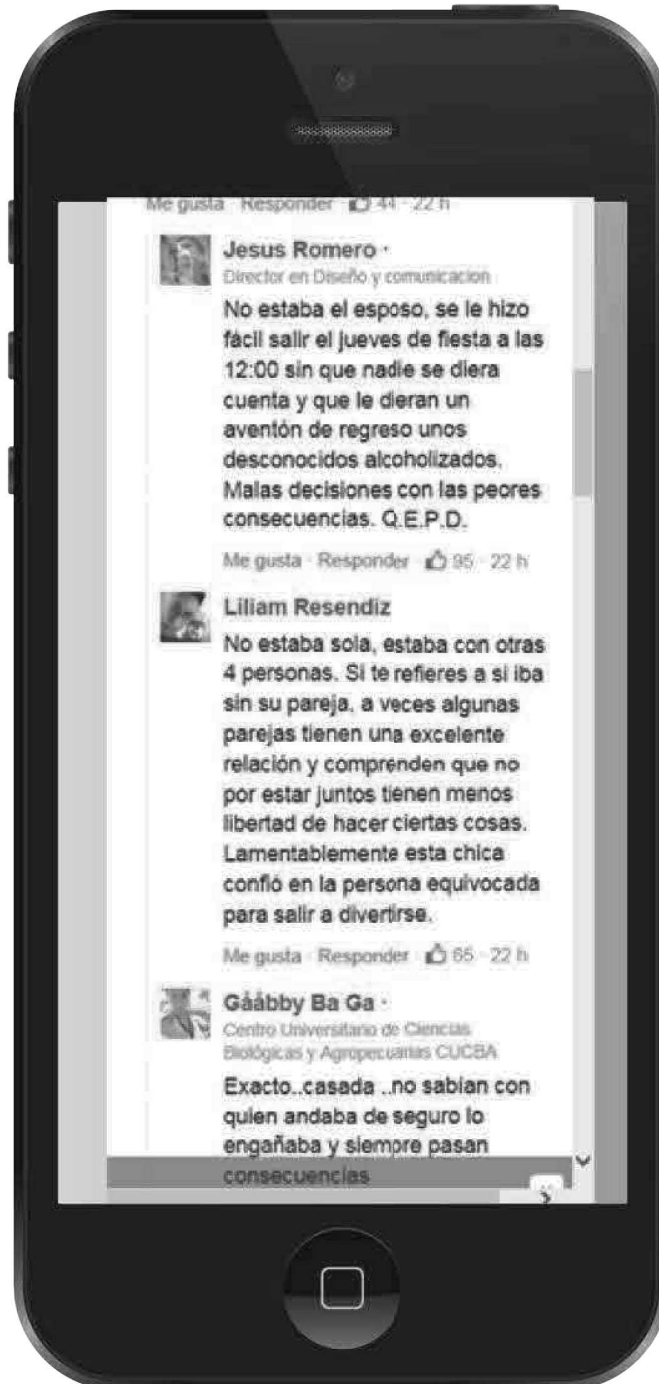 Me gusta · Responder · 44 · 22 h
Jesus Romero ·
Director en Diseño y comunicacion
No estaba el esposo, se le hizo
fácil salir el jueves de fiesta a las
12:00 sin que nadie se diera
cuenta y que le dieran un
aventón de regreso unos
desconocidos alcoholizados.
Malas decisiones con las peores
consecuencias. Q.E.P.D.
Me gusta · Responder · 95 · 22 h
Liliam Resendiz
No estaba sola, estaba con otras
4 personas. Si te refieres a si iba
sin su pareja, a veces algunas
parejas tienen una excelente
relación y comprenden que no
por estar juntos tienen menos
libertad de hacer ciertas cosas.
Lamentablemente esta chica
confió en la persona equivocada
para salir a divertirse.
Me gusta · Responder · 65 · 22 h
Gååbby Ba Ga ·
Centro Universitario de Ciencias
Biológicas y Agropecuarias CUCBA
Exacto..casada ..no sabian con
quien andaba de seguro lo
engañaba y siempre pasan
consecuencias